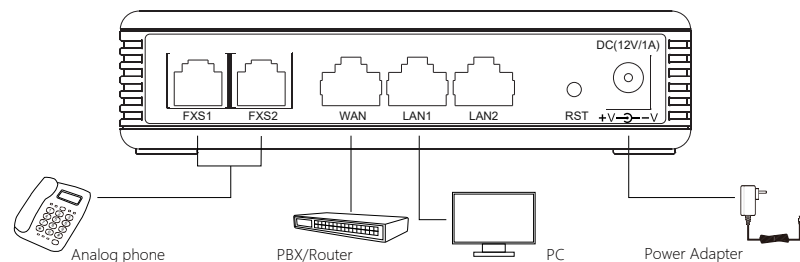 DC(12V/1A)
FXS1 FXS2 WAN LAN1 LAN2 RST +V -V
Analog phone PBX/Router PC Power Adapter